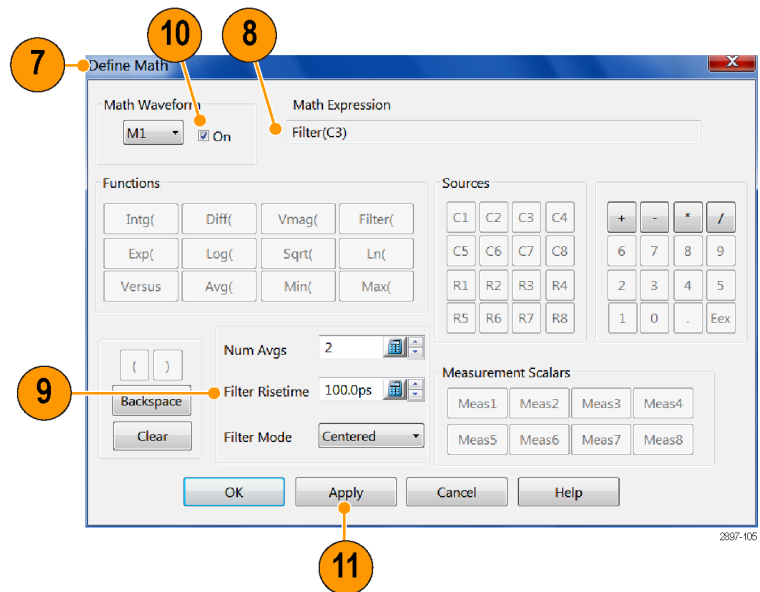 10
8
7
Define Math
X
Math Waveform
Math Expression
M1
On
Filter(C3)
Functions
Sources
Intg(
Diff(
Vmag(
Filter(
C1
C2
C3
C4
+
-
*
/
Exp(
Log(
Sqrt(
Ln(
C5
C6
C7
C8
6
7
8
9
Versus
Avg(
Min(
Max(
R1
R2
R3
R4
2
3
4
5
R5
R6
R7
R8
1
0
.
Eex
(
)
Num Avgs
2
9
Backspace
Filter Risetime
100.0ps
Measurement Scalars
Meas1
Meas2
Meas3
Meas4
Clear
Filter Mode
Centered
Meas5
Meas6
Meas7
Meas8
OK
Apply
Cancel
Help
2897-105
11